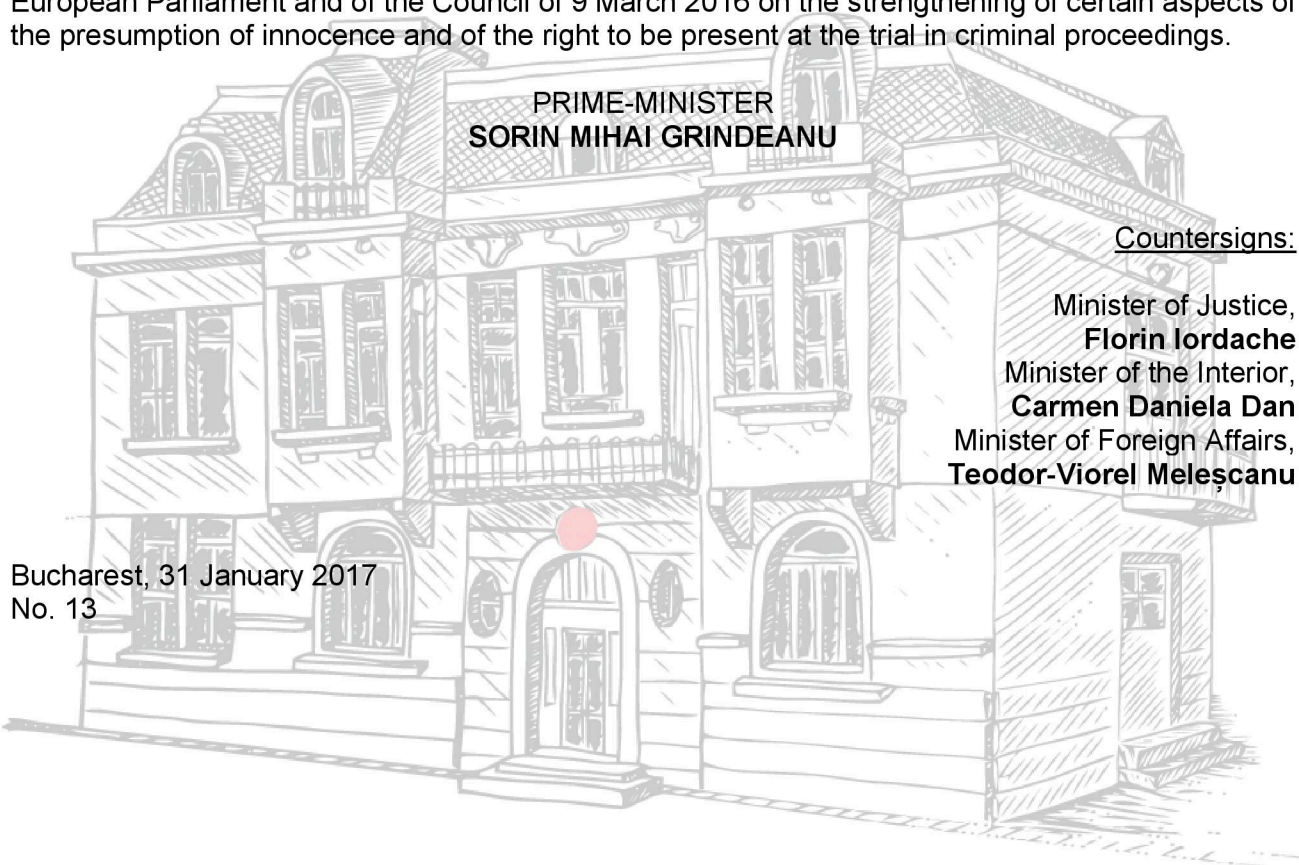 European Parliament and of the Council of 9 March 2016 on the strengthening of certain aspects of
the presumption of innocence and of the right to be present at the trial in criminal proceedings.
PRIME-MINISTER
SORIN MIHAI GRINDEANU
Countersigns:
Minister of Justice,
Florin Iordache
Minister of the Interior,
Carmen Daniela Dan
Minister of Foreign Affairs,
Teodor-Viorel Meleșcanu
Bucharest, 31 January 2017
No. 13